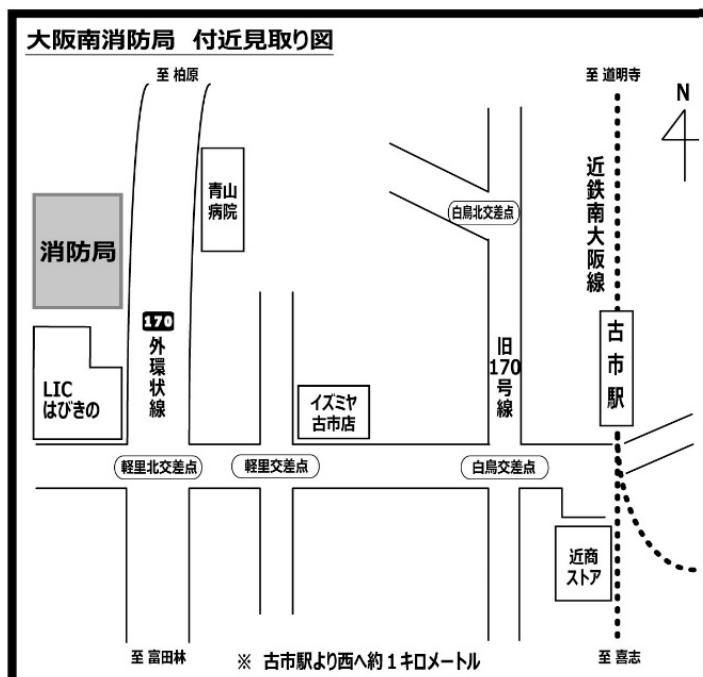 大阪南消防局 付近見取り図
至 柏原
至 道明寺
N
青山
病院
白鳥北交差点
近鉄南大阪線
消防局
170
外環状線
旧170号線
古市駅
LIC
はびきの
イズミヤ
古市店
軽里北交差点
軽里交差点
白鳥交差点
近商
ストア
至 富田林
※ 古市駅より西へ約1キロメートル
至 喜志